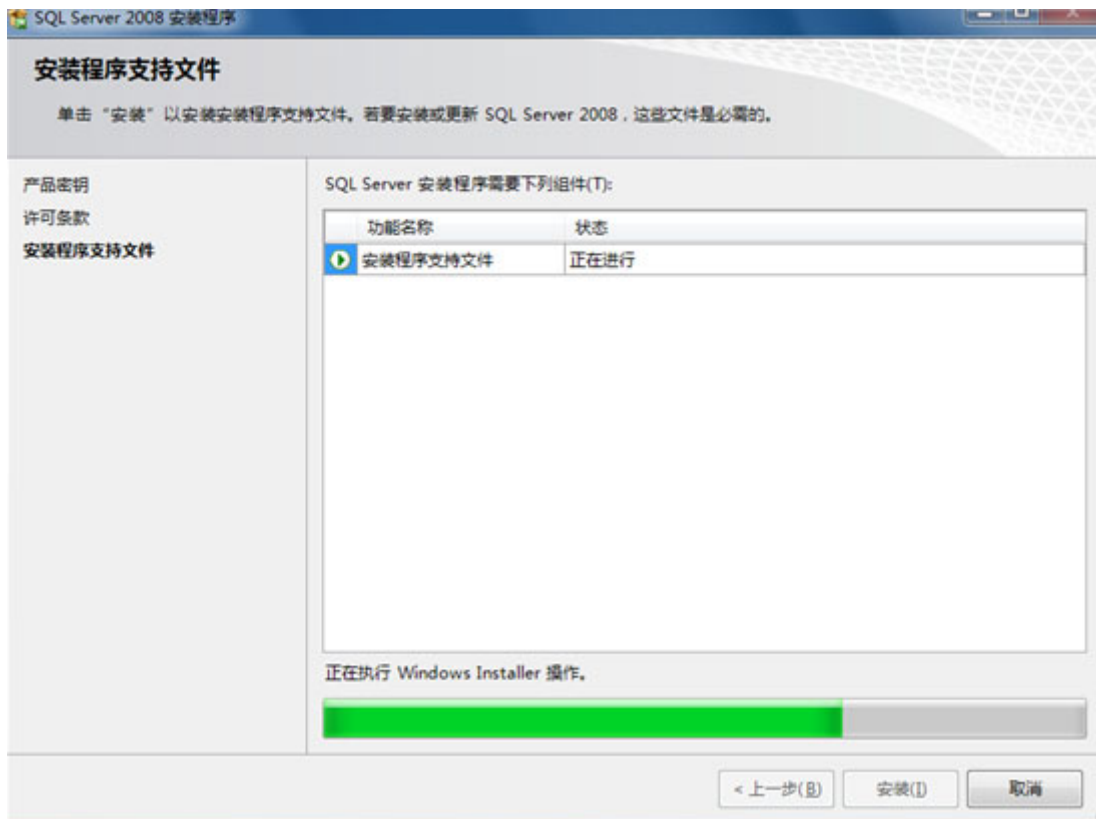 SQL Server 2008 安装程序
安装程序支持文件
单击“安装”以安装安装程序支持文件。若要安装或更新 SQL Server 2008，这些文件是必需的。
产品密钥
许可条款
安装程序支持文件
SQL Server 安装程序需要下列组件(T):
功能名称 状态
安装程序支持文件 正在进行
正在执行 Windows Installer 操作。
< 上一步(B) 安装(I) 取消